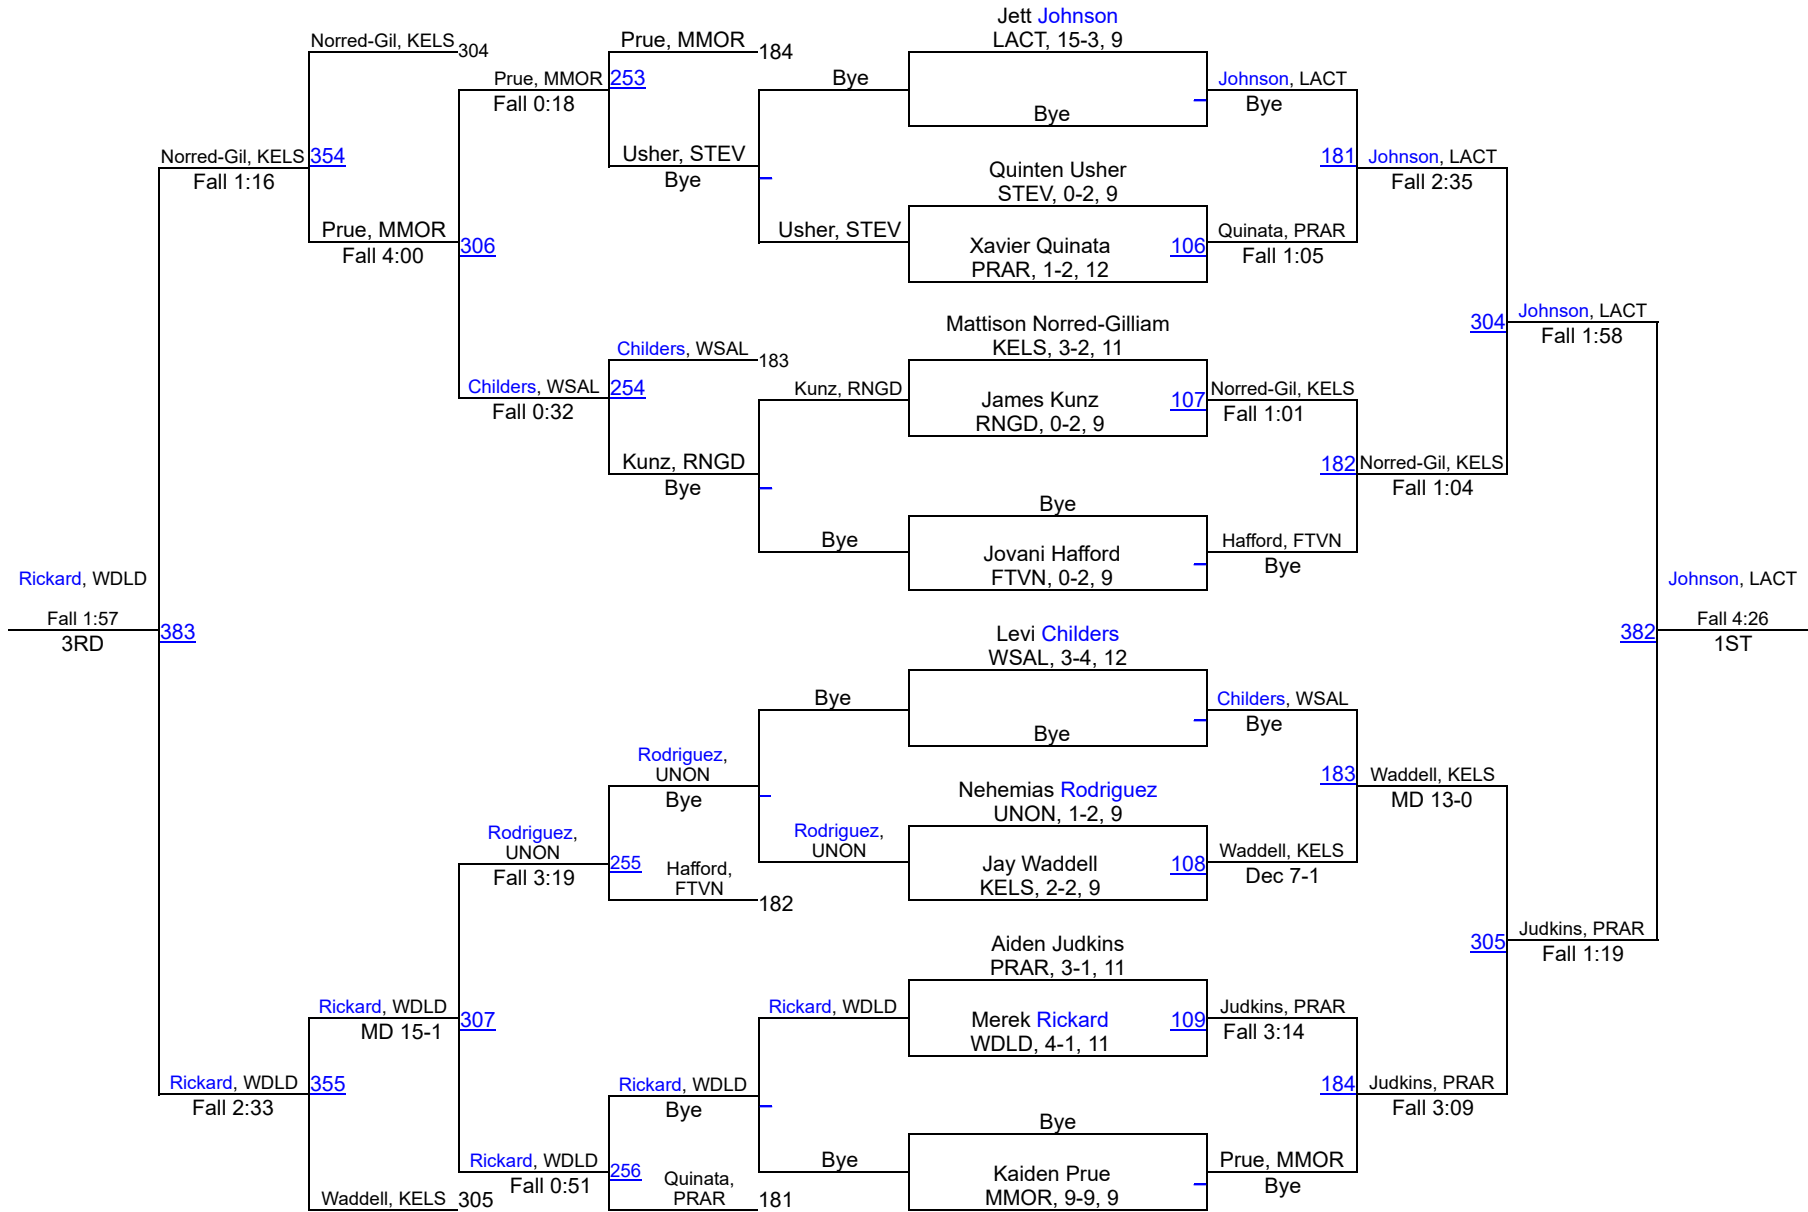 Jett Johnson
LACT, 15-3, 9
Norred-Gil, KELS
304
Prue, MMOR
184
Prue, MMOR
253
Fall 0:18
Bye
Johnson, LACT
Bye
Bye
Norred-Gil, KELS
354
Fall 1:16
Usher, STEV
Bye
Quinten Usher
STEV, 0-2, 9
181
Johnson, LACT
Fall 2:35
Prue, MMOR
Fall 4:00
306
Usher, STEV
Xavier Quinata
PRAR, 1-2, 12
106
Quinata, PRAR
Fall 1:05
Mattison Norred-Gilliam
KELS, 3-2, 11
304
Johnson, LACT
Fall 1:58
Childers, WSAL
183
Childers, WSAL
254
Fall 0:32
Kunz, RNGD
James Kunz
RNGD, 0-2, 9
107
Norred-Gil, KELS
Fall 1:01
Kunz, RNGD
Bye
182
Norred-Gil, KELS
Fall 1:04
Bye
Bye
Jovani Hafford
FTVN, 0-2, 9
Hafford, FTVN
Bye
Rickard, WDLD
Fall 1:57
3RD
383
Johnson, LACT
382
Fall 4:26
1ST
Levi Childers
WSAL, 3-4, 12
Bye
Bye
Childers, WSAL
Bye
Rodriguez,
UNON
Bye
Nehemias Rodriguez
UNON, 1-2, 9
183
Waddell, KELS
MD 13-0
Rodriguez,
UNON
Fall 3:19
255
Hafford,
FTVN
182
Rodriguez,
UNON
Jay Waddell
KELS, 2-2, 9
108
Waddell, KELS
Dec 7-1
Aiden Judkins
PRAR, 3-1, 11
305
Judkins, PRAR
Fall 1:19
Rickard, WDLD
MD 15-1
307
Rickard, WDLD
Merek Rickard
WDLD, 4-1, 11
109
Judkins, PRAR
Fall 3:14
Rickard, WDLD
Fall 2:33
355
Rickard, WDLD
Bye
184
Judkins, PRAR
Fall 3:09
Bye
Rickard, WDLD
Fall 0:51
256
Quinata,
PRAR
181
Bye
Kaiden Prue
MMOR, 9-9, 9
Prue, MMOR
Bye
Waddell, KELS
305